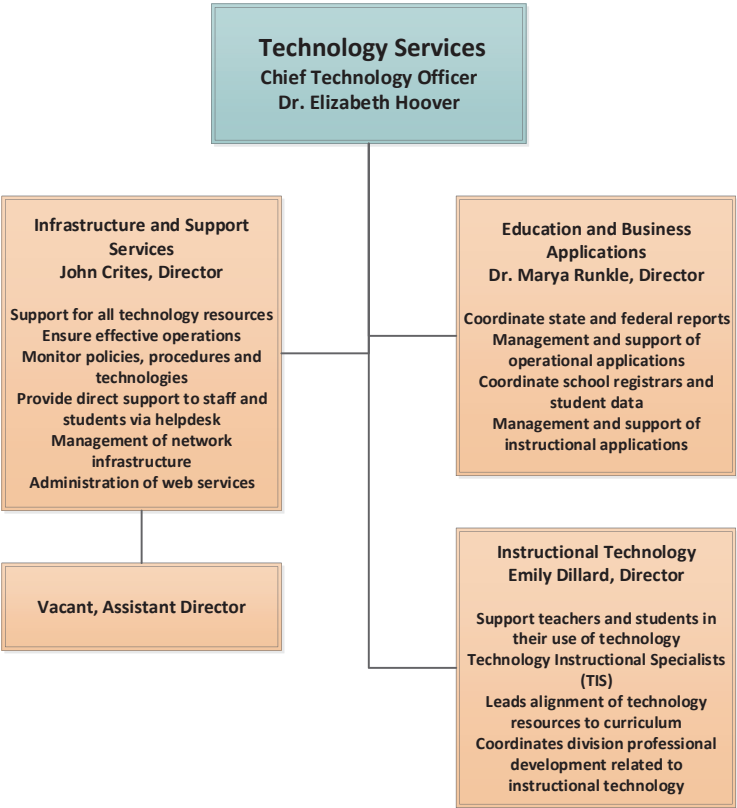 Technology Services
Chief Technology Officer
Dr. Elizabeth Hoover
Infrastructure and Support
Services
John Crites, Director
Support for all technology resources
Ensure effective operations
Monitor policies, procedures and
technologies
Provide direct support to staff and
students via helpdesk
Management of network
infrastructure
Administration of web services
Vacant, Assistant Director
Education and Business
Applications
Dr. Marya Runkle, Director
Coordinate state and federal reports
Management and support of
operational applications
Coordinate school registrars and
student data
Management and support of
instructional applications
Instructional Technology
Emily Dillard, Director
Support teachers and students in
their use of technology
Technology Instructional Specialists
(TIS)
Leads alignment of technology
resources to curriculum
Coordinates division professional
development related to
instructional technology